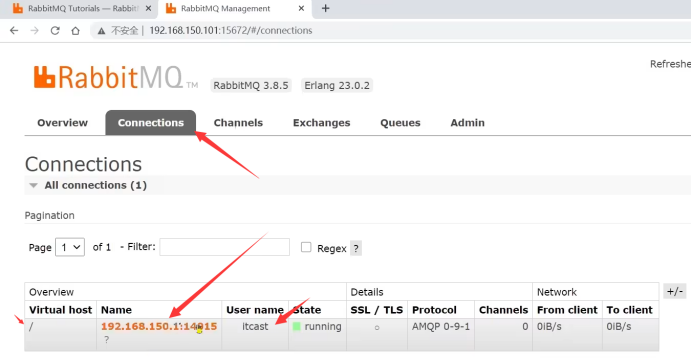 RabbitMQ Tutorials — Rabbit
RabbitMQ Management
不安全 | 192.168.150.101:15672/#/connections
Refreshe
RabbitMQ TM RabbitMQ 3.8.5 Erlang 23.0.2
Overview Connections Channels Exchanges Queues Admin
Connections
All connections (1)
Pagination
Page 1 of 1 - Filter: Regex ?
Overview Details Network +/-
Virtual host Name User name State SSL / TLS Protocol Channels From client To client
/ 192.168.150.1:14915 itcast running ○ AMQP 0-9-1 0 0iB/s 0iB/s
?